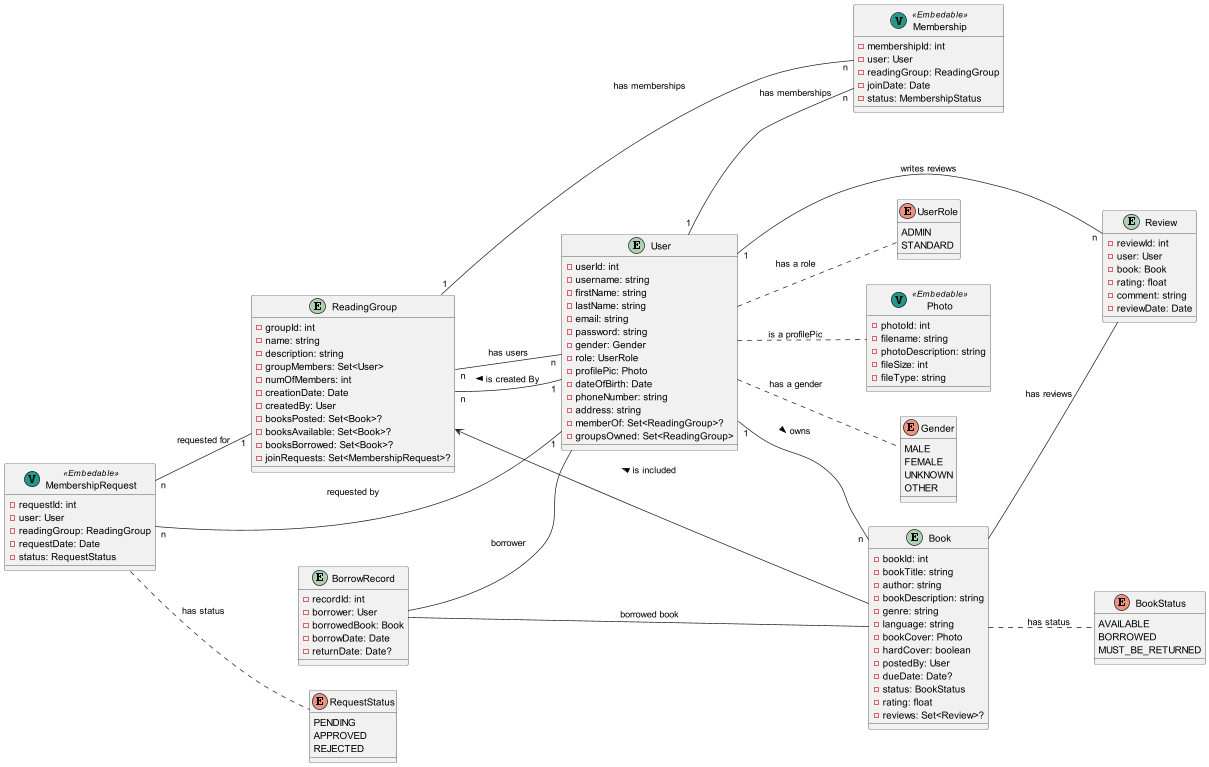 «Embedable»
V
Membership
membershipId: int
user: User
readingGroup: ReadingGroup
joinDate: Date
status: MembershipStatus
has memberships
n
has memberships
n
1
1
writes reviews
1
n
E
Review
reviewId: int
user: User
book: Book
rating: float
comment: string
reviewDate: Date
E
UserRole
ADMIN
STANDARD
has a role
E
User
userId: int
username: string
firstName: string
lastName: string
email: string
password: string
gender: Gender
role: UserRole
profilePic: Photo
dateOfBirth: Date
phoneNumber: string
address: string
memberOf: Set<ReadingGroup>?
groupsOwned: Set<ReadingGroup>
«Embedable»
V
Photo
photoId: int
filename: string
photoDescription: string
fileSize: int
fileType: string
is a profilePic
has a gender
E
Gender
MALE
FEMALE
UNKNOWN
OTHER
E
ReadingGroup
groupId: int
name: string
description: string
groupMembers: Set<User>
numOfMembers: int
creationDate: Date
createdBy: User
booksPosted: Set<Book>?
booksAvailable: Set<Book>?
booksBorrowed: Set<Book>?
joinRequests: Set<MembershipRequest>?
has users
n
n
is created By
n
1
has reviews
1
owns
n
is included
requested for
1
n
«Embedable»
V
MembershipRequest
requestId: int
user: User
readingGroup: ReadingGroup
requestDate: Date
status: RequestStatus
requested by
1
n
borrower
E
BorrowRecord
recordId: int
borrower: User
borrowedBook: Book
borrowDate: Date
returnDate: Date?
borrowed book
E
Book
bookId: int
bookTitle: string
author: string
bookDescription: string
genre: string
language: string
bookCover: Photo
hardCover: boolean
postedBy: User
dueDate: Date?
status: BookStatus
rating: float
reviews: Set<Review>?
has status
E
BookStatus
AVAILABLE
BORROWED
MUST_BE_RETURNED
has status
E
RequestStatus
PENDING
APPROVED
REJECTED